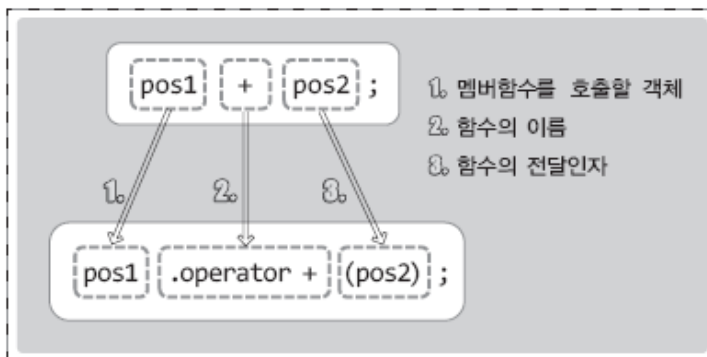 pos1 + pos2 ;
1. 멤버함수를 호출할 객체
2. 함수의 이름
3. 함수의 전달인자
1. 2. 3.
pos1 .operator + (pos2) ;